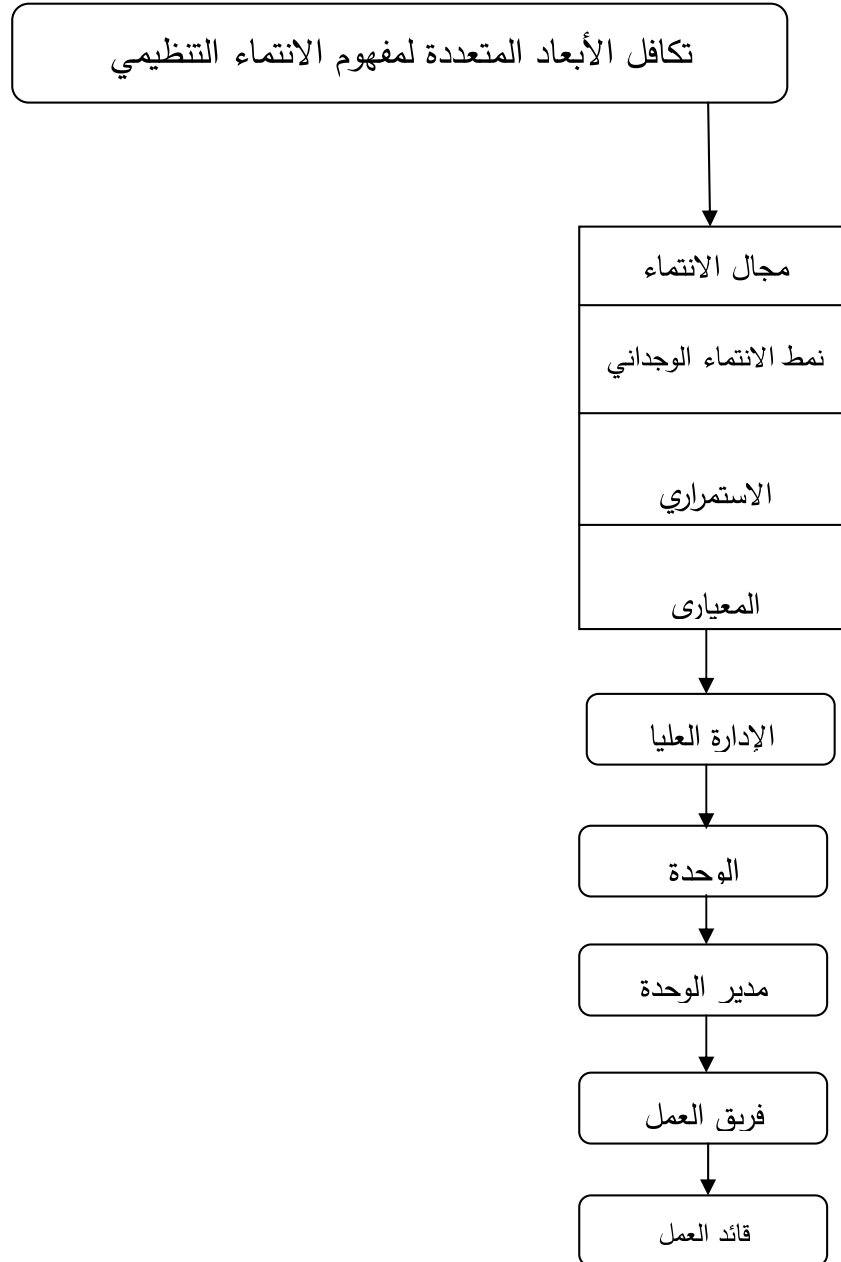 تكافل الأبعاد المتعددة لمفهوم الانتماء التنظيمي
مجال الانتماء
نمط الانتماء الوجداني
الاستمراري
المعيارى
الإدارة العليا
الوحدة
مدير الوحدة
فريق العمل
قائد العمل